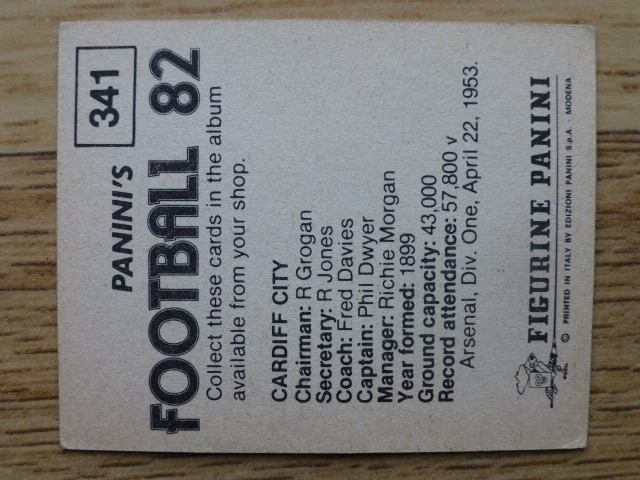 341
PANINI'S
FOOTBALL 82
Collect these cards in the album
available from your shop.
CARDIFF CITY
Chairman: R Grogan
Secretary: R Jones
Coach: Fred Davies
Captain: Phil Dwyer
Manager: Richie Morgan
Year formed: 1899
Ground capacity: 43,000
Record attendance: 57,800 v
Arsenal, Div. One, April 22, 1953.
FIGURINE PANINI
© PRINTED IN ITALY BY EDIZIONI PANINI S.p.A. - MODENA